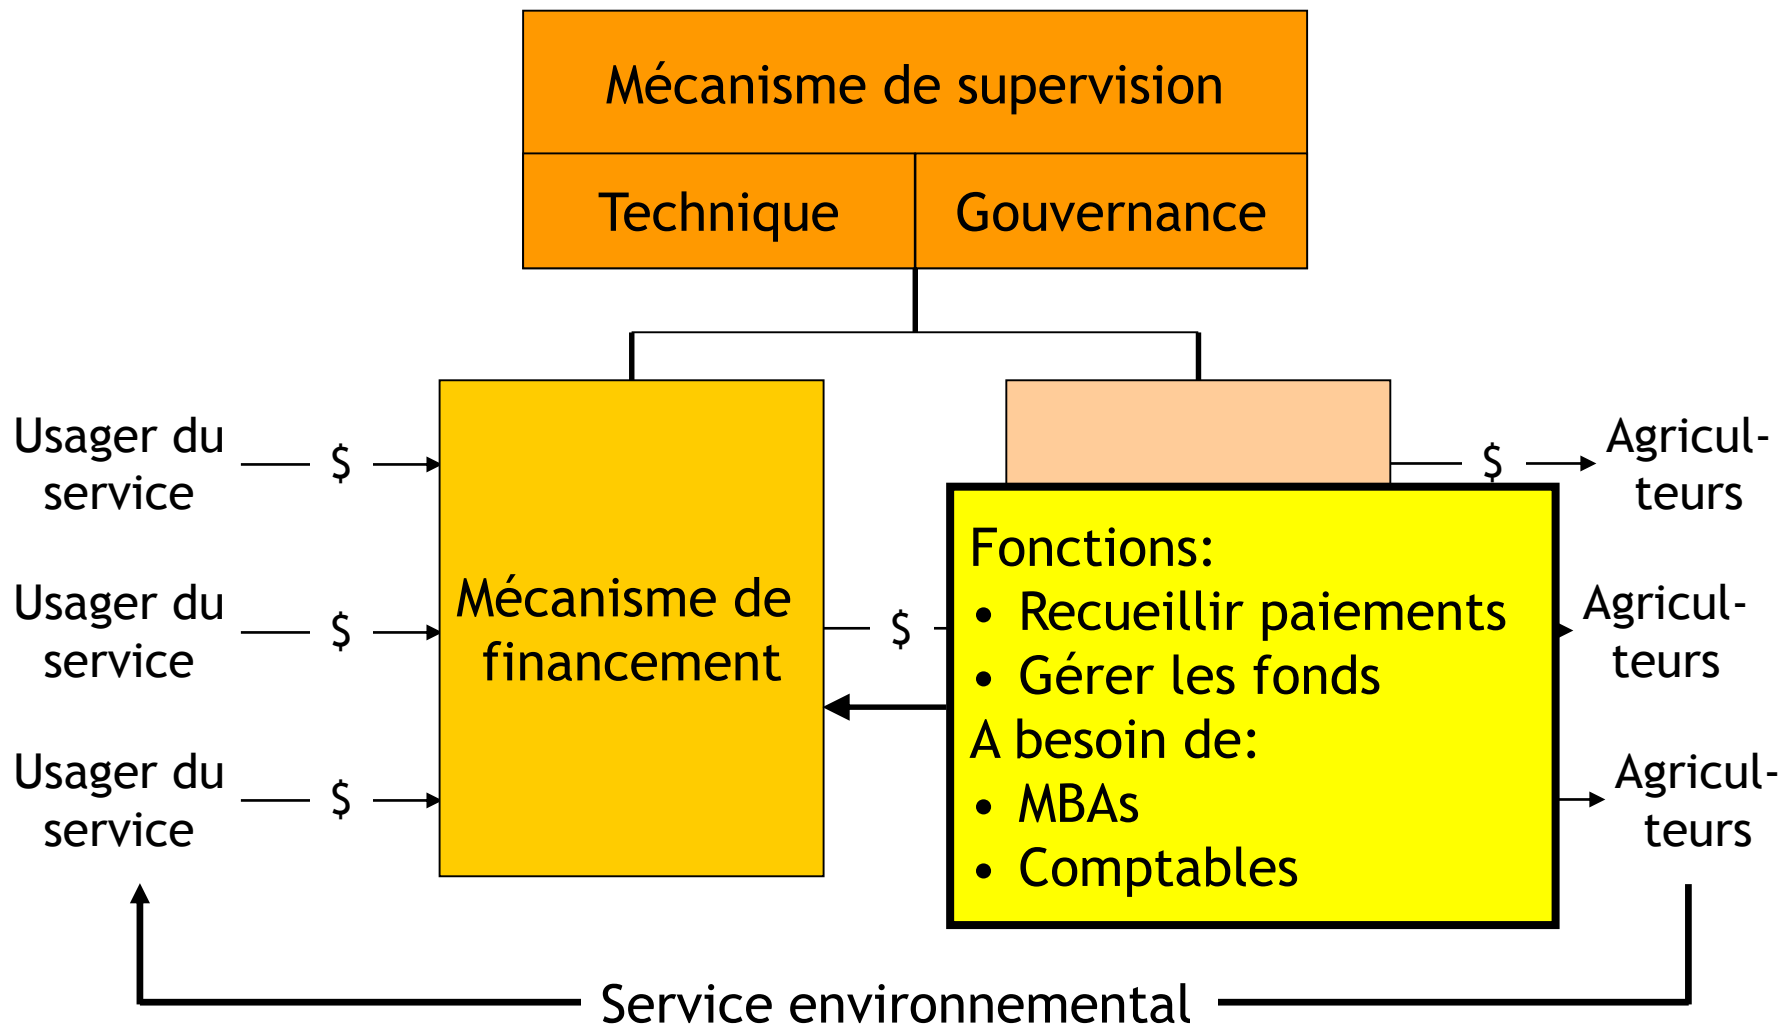 Mécanisme de supervision
Technique
Gouvernance
Usager du
service
$
Usager du
service
$
Usager du
service
$
Mécanisme de
financement
$
$
Fonctions:
• Recueillir paiements
• Gérer les fonds
A besoin de:
• MBAs
• Comptables
Agricul-
teurs
Agricul-
teurs
Agricul-
teurs
Service environnemental